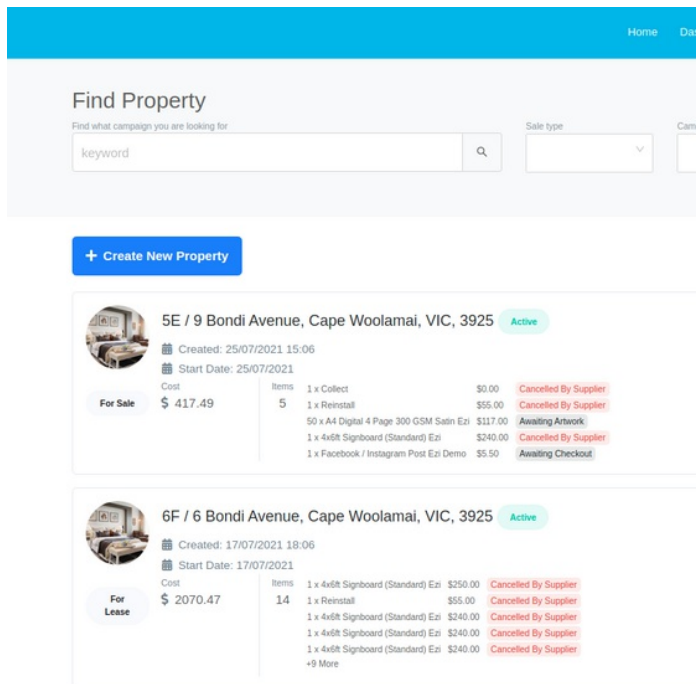 Home Das
Find Property
Find what campaign you are looking for
Sale type
Cam
keyword
+ Create New Property
5E / 9 Bondi Avenue, Cape Woolamai, VIC, 3925 Active
Created: 25/07/2021 15:06
Start Date: 25/07/2021
For Sale
Cost
$ 417.49
Items
5
1 x Collect $0.00 Cancelled By Supplier
1 x Reinstall $55.00 Cancelled By Supplier
50 x A4 Digital 4 Page 300 GSM Satin Ezi $117.00 Awaiting Artwork
1 x 4x6ft Signboard (Standard) Ezi $240.00 Cancelled By Supplier
1 x Facebook / Instagram Post Ezi Demo $5.50 Awaiting Checkout
6F / 6 Bondi Avenue, Cape Woolamai, VIC, 3925 Active
Created: 17/07/2021 18:06
Start Date: 17/07/2021
For
Lease
Cost
$ 2070.47
Items
14
1 x 4x6ft Signboard (Standard) Ezi $250.00 Cancelled By Supplier
1 x Reinstall $55.00 Cancelled By Supplier
1 x 4x6ft Signboard (Standard) Ezi $240.00 Cancelled By Supplier
1 x 4x6ft Signboard (Standard) Ezi $240.00 Cancelled By Supplier
1 x 4x6ft Signboard (Standard) Ezi $240.00 Cancelled By Supplier
+9 More